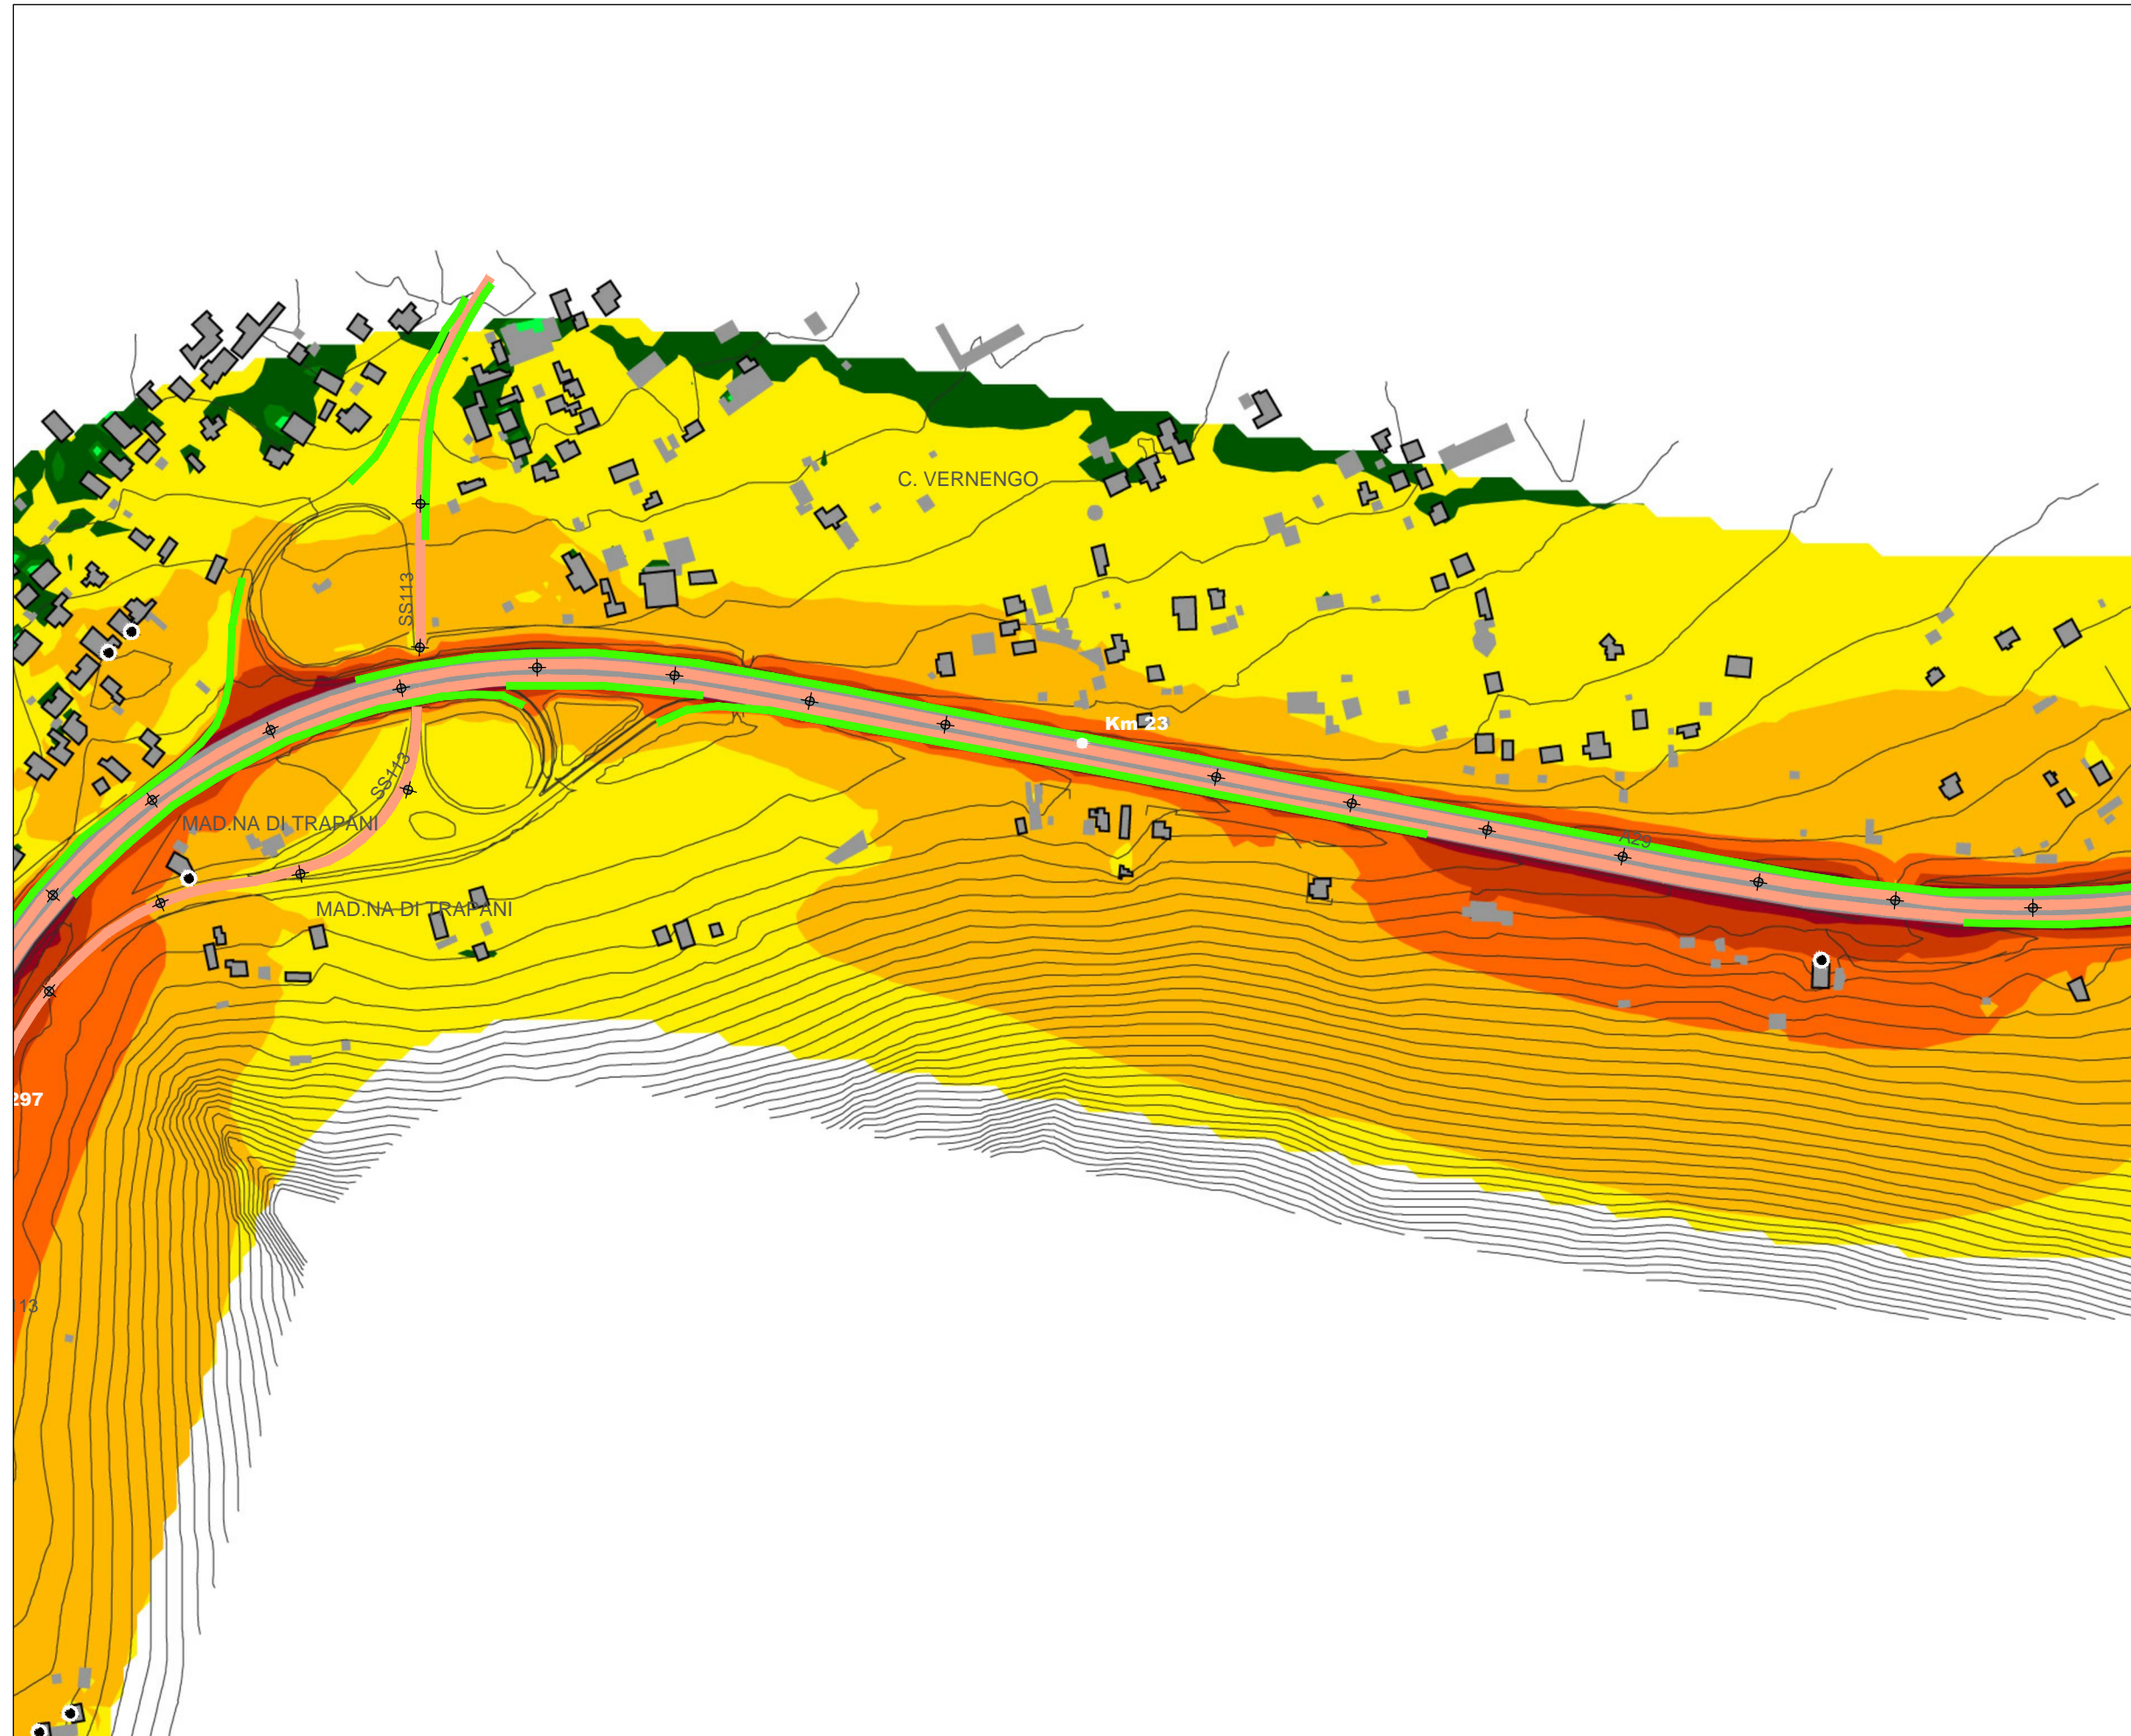 C. VERNENGO
SS113
Km 23
SS113
MAD.NA DI TRAPANI
A29
MAD.NA DI TRAPANI
297
113